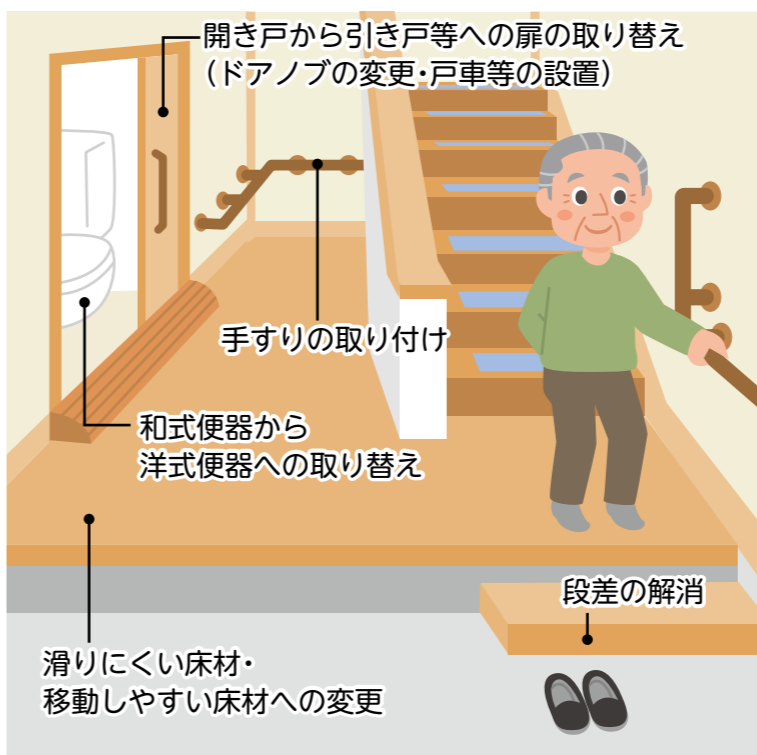 開き戸から引き戸等への扉の取り替え
（ドアノブの変更・戸車等の設置）
手すりの取り付け
和式便器から
洋式便器への取り替え
段差の解消
滑りにくい床材・
移動しやすい床材への変更